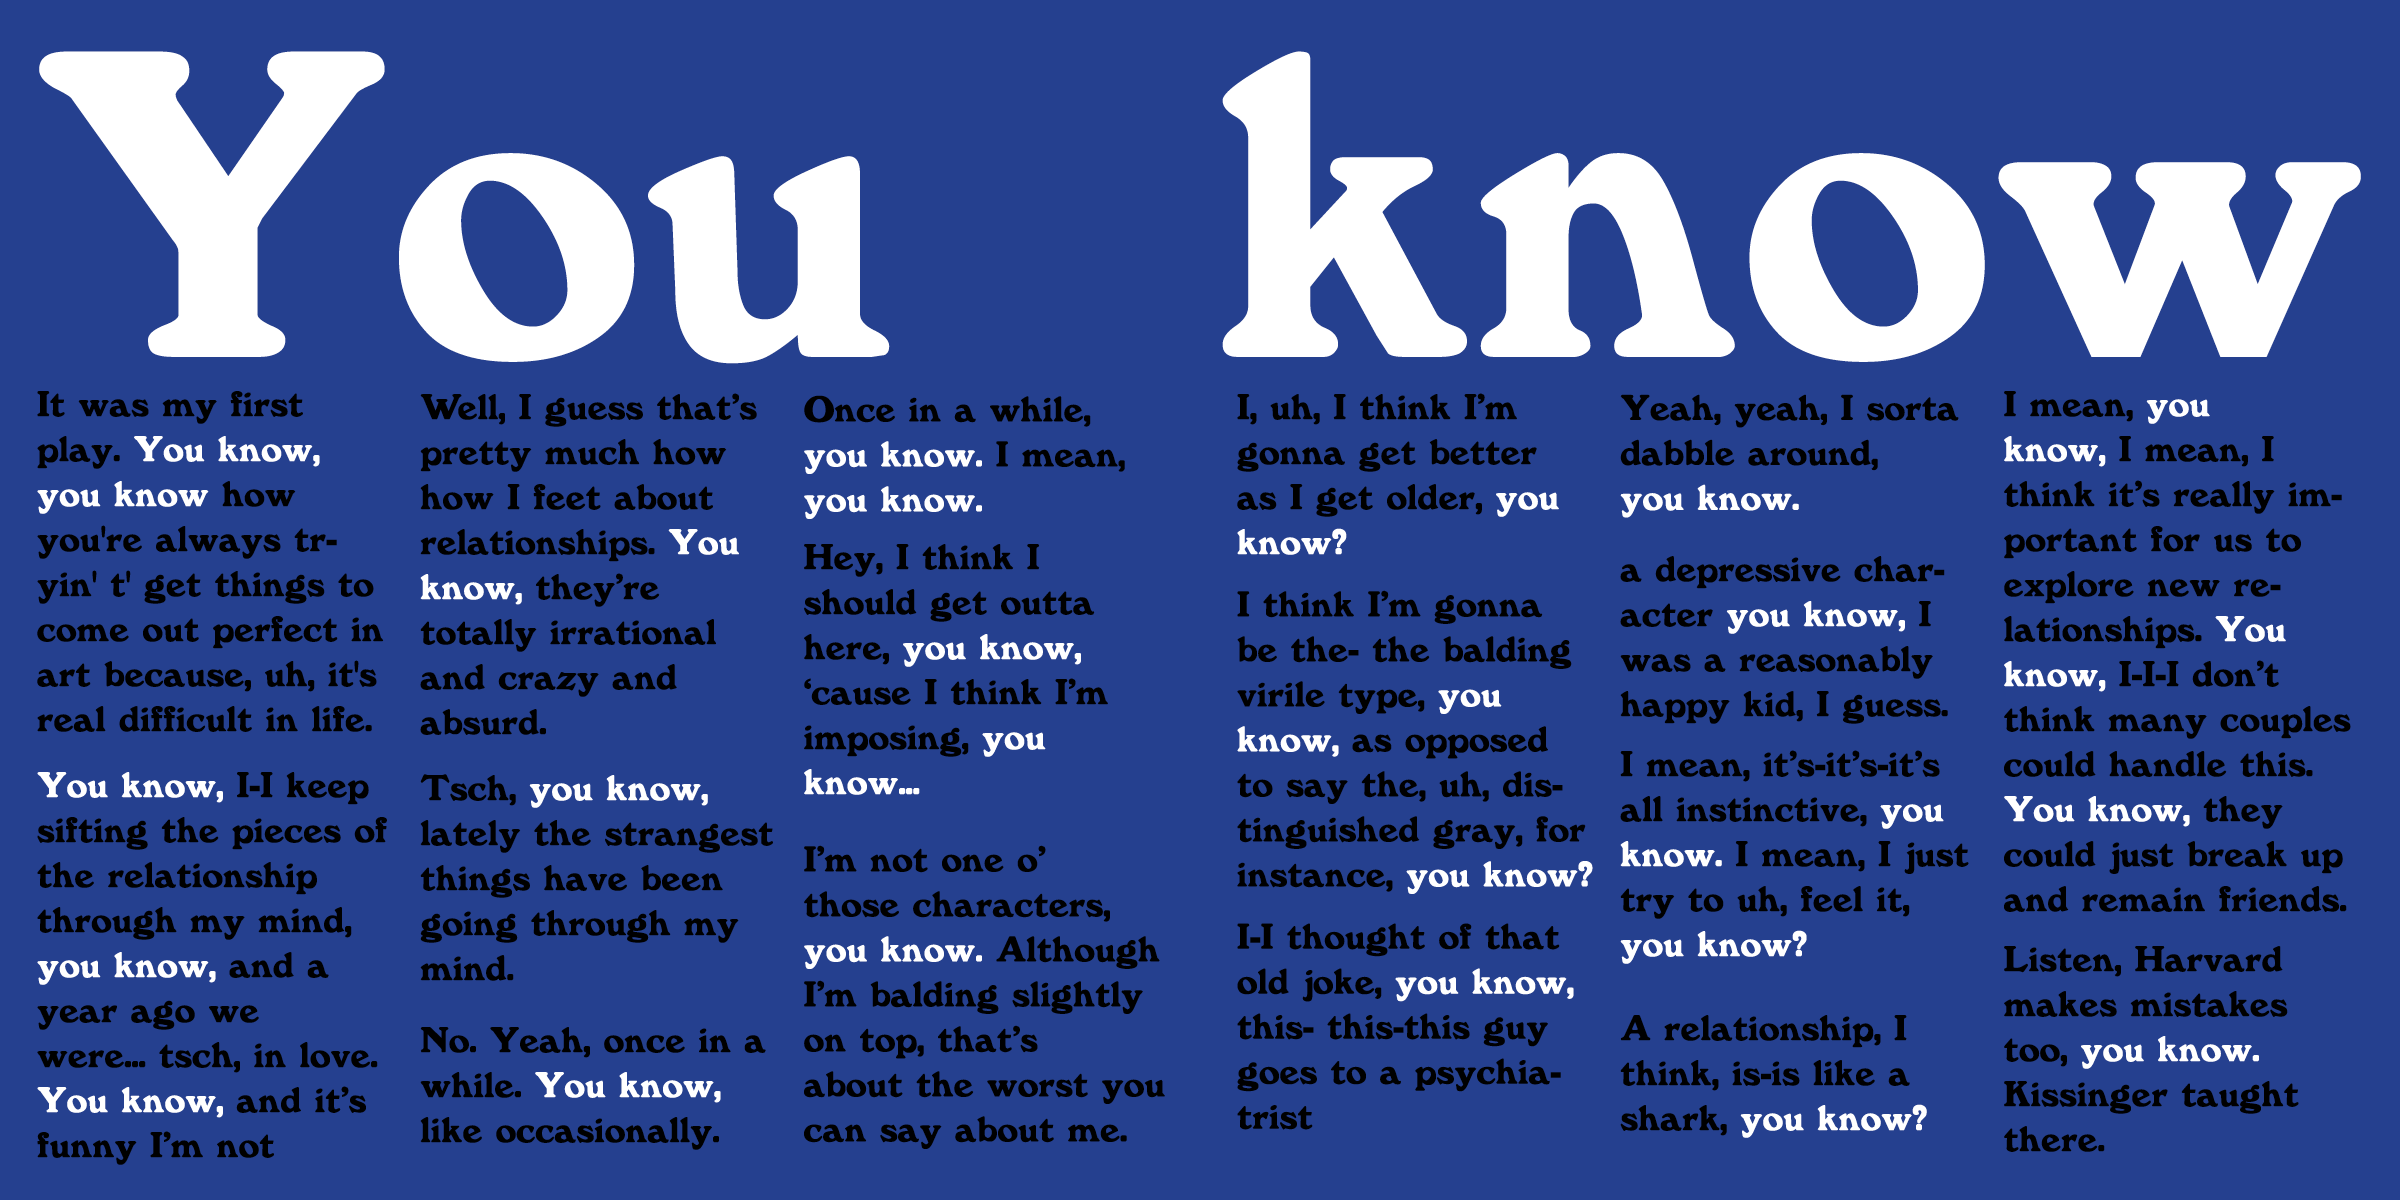 You know
It was my first
play. You know,
you know how
you're always tr-
yin' t' get things to
come out perfect in
art because, uh, it's
real difficult in life.
You know, I-I keep
sifting the pieces of
the relationship
through my mind,
you know, and a
year ago we
were... tsch, in love.
You know, and it’s
funny I’m not
Well, I guess that’s
pretty much how
how I feet about
relationships. You
know, they’re
totally irrational
and crazy and
absurd.
Tsch, you know,
lately the strangest
things have been
going through my
mind.
No. Yeah, once in a
while. You know,
like occasionally.
Once in a while,
you know. I mean,
you know.
Hey, I think I
should get outta
here, you know,
‘cause I think I’m
imposing, you
know...
I’m not one o’
those characters,
you know. Although
I’m balding slightly
on top, that’s
about the worst you
can say about me.
I, uh, I think I’m
gonna get better
as I get older, you
know?
I think I’m gonna
be the- the balding
virile type, you
know, as opposed
to say the, uh, dis-
tinguished gray, for
instance, you know?
I-I thought of that
old joke, you know,
this- this-this guy
goes to a psychia-
trist
Yeah, yeah, I sorta
dabble around,
you know.
a depressive char-
acter you know, I
was a reasonably
happy kid, I guess.
I mean, it’s-it’s-it’s
all instinctive, you
know. I mean, I just
try to uh, feel it,
you know?
A relationship, I
think, is-is like a
shark, you know?
I mean, you
know, I mean, I
think it’s really im-
portant for us to
explore new re-
lationships. You
know, I-I-I don’t
think many couples
could handle this.
You know, they
could just break up
and remain friends.
Listen, Harvard
makes mistakes
too, you know.
Kissinger taught
there.